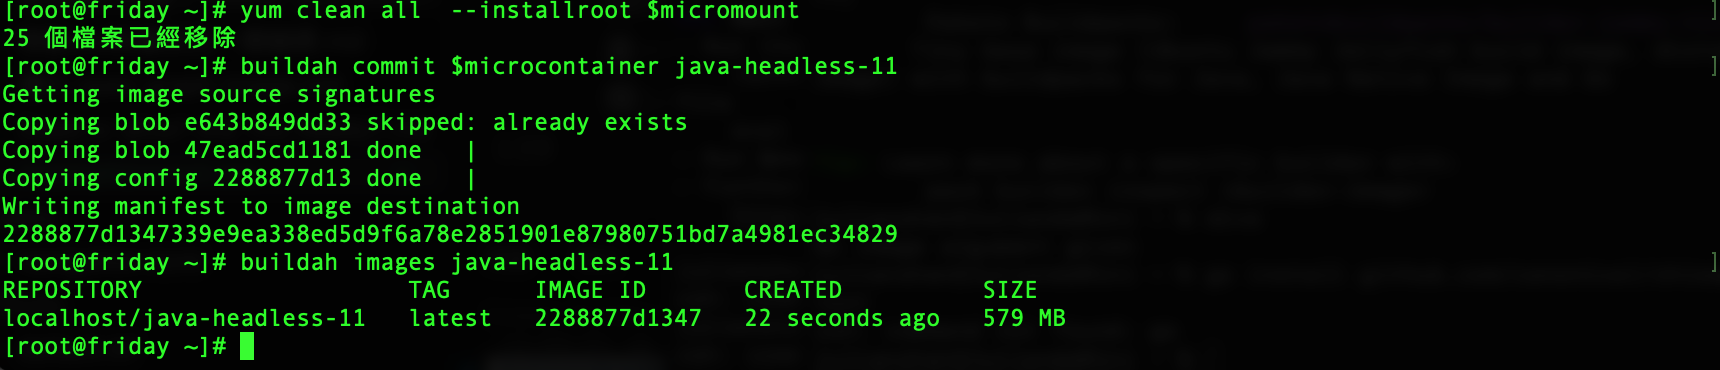 [root@friday ~]# yum clean all  --installroot $micromount
25 個檔案已經移除
[root@friday ~]# buildah commit $microcontainer java-headless-11
Getting image source signatures
Copying blob e643b849dd33 skipped: already exists
Copying blob 47ead5cd1181 done   |
Copying config 2288877d13 done   |
Writing manifest to image destination
2288877d1347339e9ea338ed5d9f6a78e2851901e87980751bd7a4981ec34829
[root@friday ~]# buildah images java-headless-11
REPOSITORY                   TAG      IMAGE ID       CREATED          SIZE
localhost/java-headless-11   latest   2288877d1347   22 seconds ago   579 MB
[root@friday ~]#